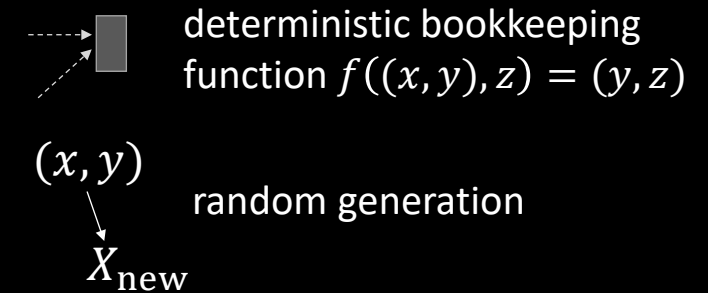 deterministic bookkeeping
function f((x, y), z) = (y, z)
(x, y)
random generation
X_new